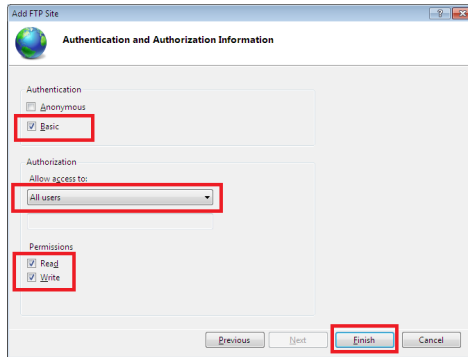 Add FTP Site
Authentication and Authorization Information
Authentication
Anonymous
Basic
Authorization
Allow access to:
All users
Permissions
Read
Write
Previous
Next
Finish
Cancel